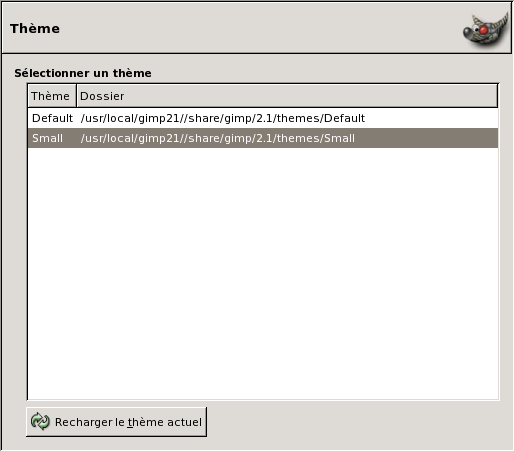 Thème
Sélectionner un thème
Thème Dossier
Default /usr/local/gimp21//share/gimp/2.1/themes/Default
Small /usr/local/gimp21//share/gimp/2.1/themes/Small
Recharger le thème actuel